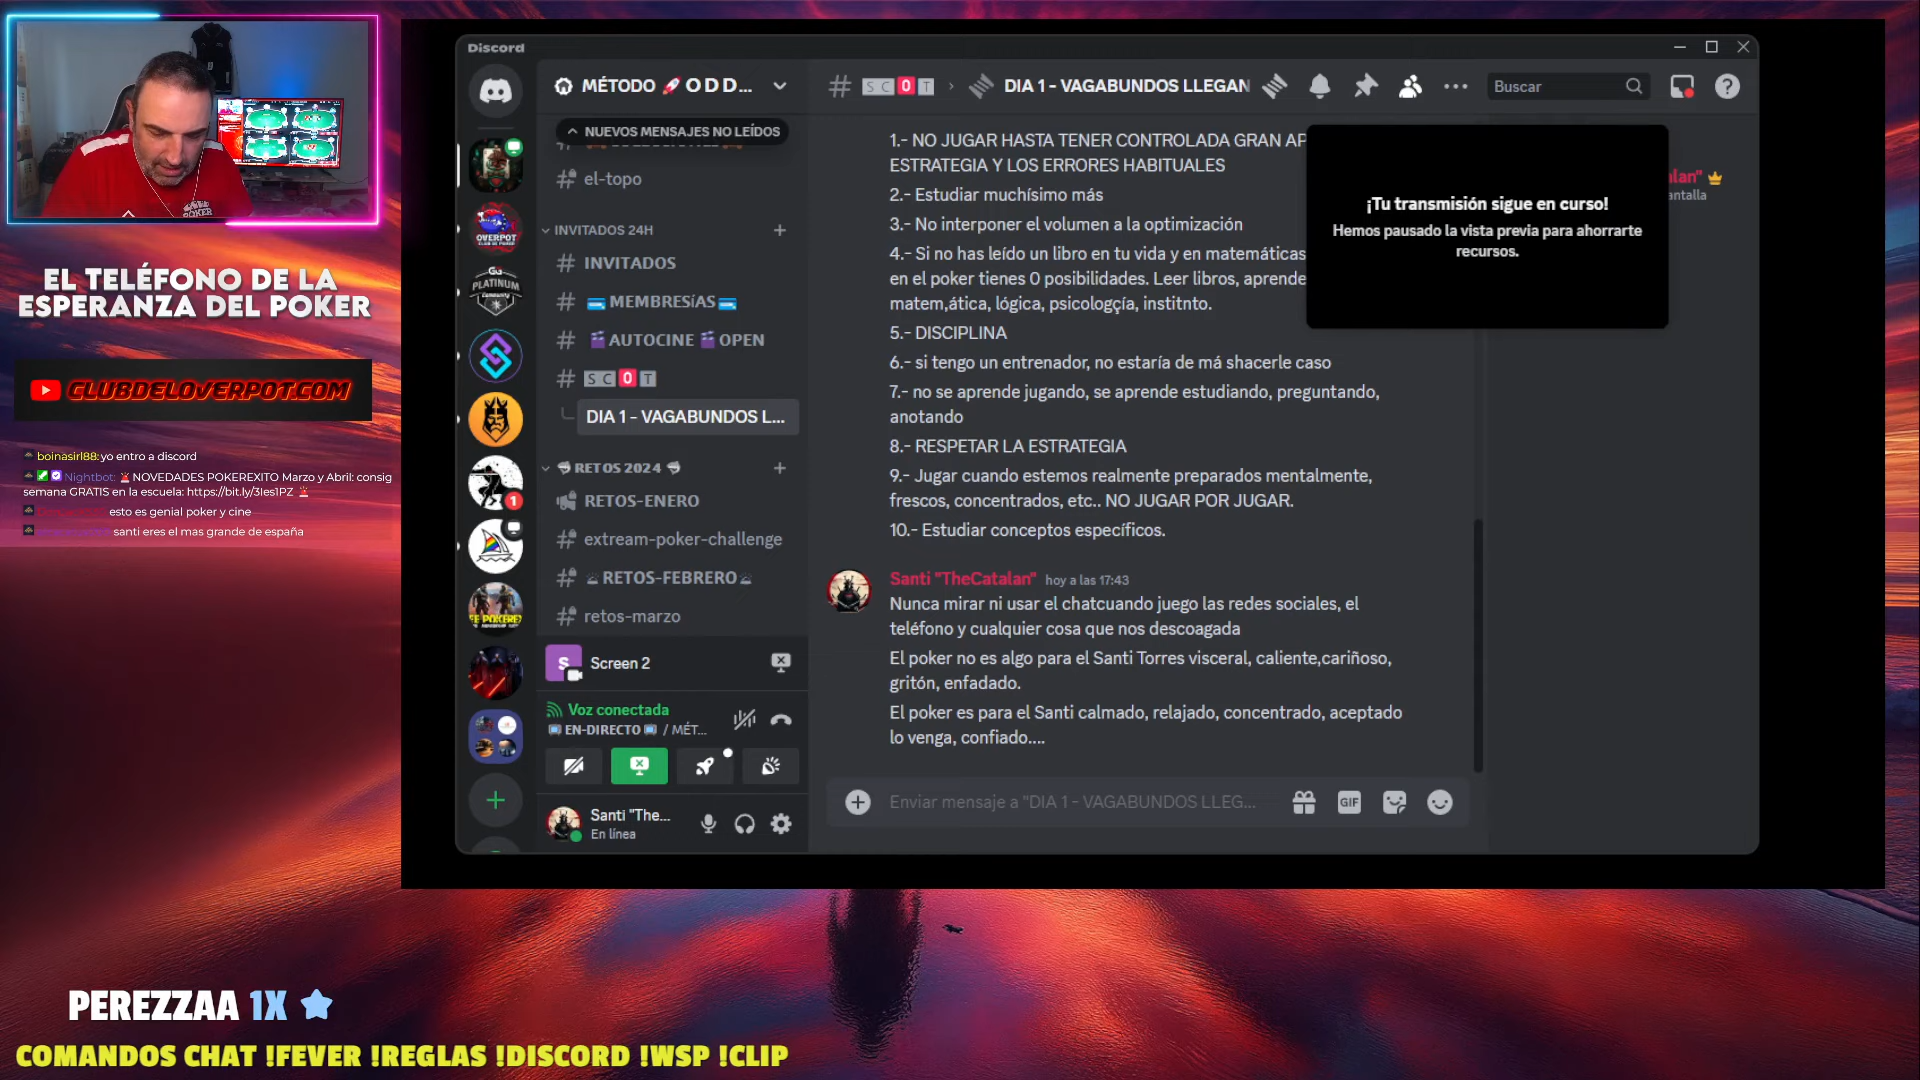 EL TELÉFONO DE LA
ESPERANZA DEL POKER
CLUBDELOVERPOT.COM
boinasirl88: yo entro a discord
Nightbot: NOVEDADES POKEREXITO Marzo y Abril: consig
semana GRATIS en la escuela: https://bit.ly/3Ies1PZ
esto es genial poker y cine
santi eres el mas grande de españa
PEREZZAA 1X
COMANDOS CHAT !FEVER !REGLAS !DISCORD !WSP !CLIP
Discord
OVERPOT
PLATINUM
1
MÉTODO ODD...
NUEVOS MENSAJES NO LEÍDOS
el-topo
INVITADOS 24H
INVITADOS
MEMBRESíAS
AUTOCINE OPEN
SCOT
DIA 1 - VAGABUNDOS L...
RETOS 2024
RETOS-ENERO
extream-poker-challenge
RETOS-FEBRERO
retos-marzo
S
Screen 2
Voz conectada
EN-DIRECTO / MÉT...
Santi "The...
En línea
SCOT › DIA 1 - VAGABUNDOS LLEGAN
Buscar
1.- NO JUGAR HASTA TENER CONTROLADA GRAN AP
ESTRATEGIA Y LOS ERRORES HABITUALES
2.- Estudiar muchísimo más
3.- No interponer el volumen a la optimización
4.- Si no has leído un libro en tu vida y en matemáticas
en el poker tienes 0 posibilidades. Leer libros, aprende
matem,ática, lógica, psicologçía, institnto.
5.- DISCIPLINA
6.- si tengo un entrenador, no estaría de má shacerle caso
7.- no se aprende jugando, se aprende estudiando, preguntando,
anotando
8.- RESPETAR LA ESTRATEGIA
9.- Jugar cuando estemos realmente preparados mentalmente,
frescos, concentrados, etc.. NO JUGAR POR JUGAR.
10.- Estudiar conceptos específicos.
Santi "TheCatalan" hoy a las 17:43
Nunca mirar ni usar el chatcuando juego las redes sociales, el
teléfono y cualquier cosa que nos descoagada
El poker no es algo para el Santi Torres visceral, caliente,cariñoso,
gritón, enfadado.
El poker es para el Santi calmado, relajado, concentrado, aceptado
lo venga, confiado....
Enviar mensaje a "DIA 1 - VAGABUNDOS LLEG...
GIF
¡Tu transmisión sigue en curso!
Hemos pausado la vista previa para ahorrarte
recursos.
lan"
antalla